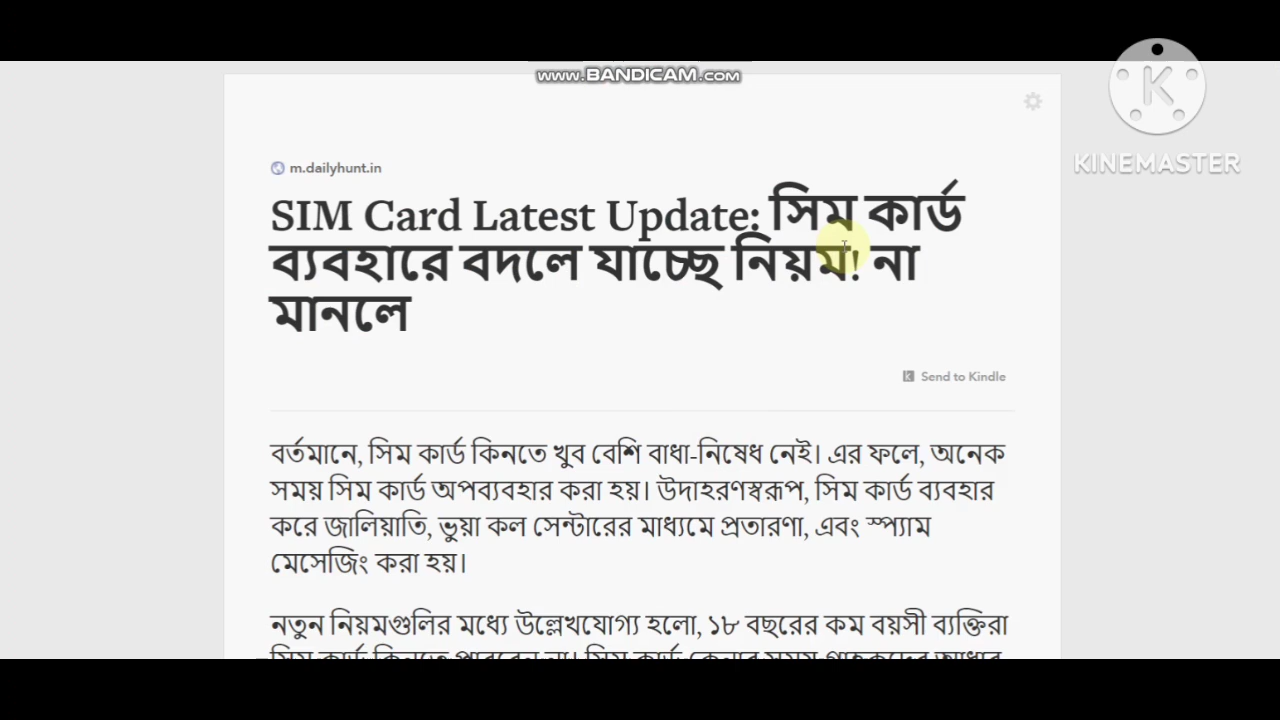 www.BANDICAM.com
K
KINEMASTER
m.dailyhunt.in
SIM Card Latest Update: সিম কার্ড
ব্যবহারে বদলে যাচ্ছে নিয়ম! না
মানলে
Send to Kindle
বর্তমানে, সিম কার্ড কিনতে খুব বেশি বাধা-নিষেধ নেই। এর ফলে, অনেক
সময় সিম কার্ড অপব্যবহার করা হয়। উদাহরণস্বরূপ, সিম কার্ড ব্যবহার
করে জালিয়াতি, ভুয়া কল সেন্টারের মাধ্যমে প্রতারণা, এবং স্প্যাম
মেসেজিং করা হয়।
নতুন নিয়মগুলির মধ্যে উল্লেখযোগ্য হলো, ১৮ বছরের কম বয়সী ব্যক্তিরা